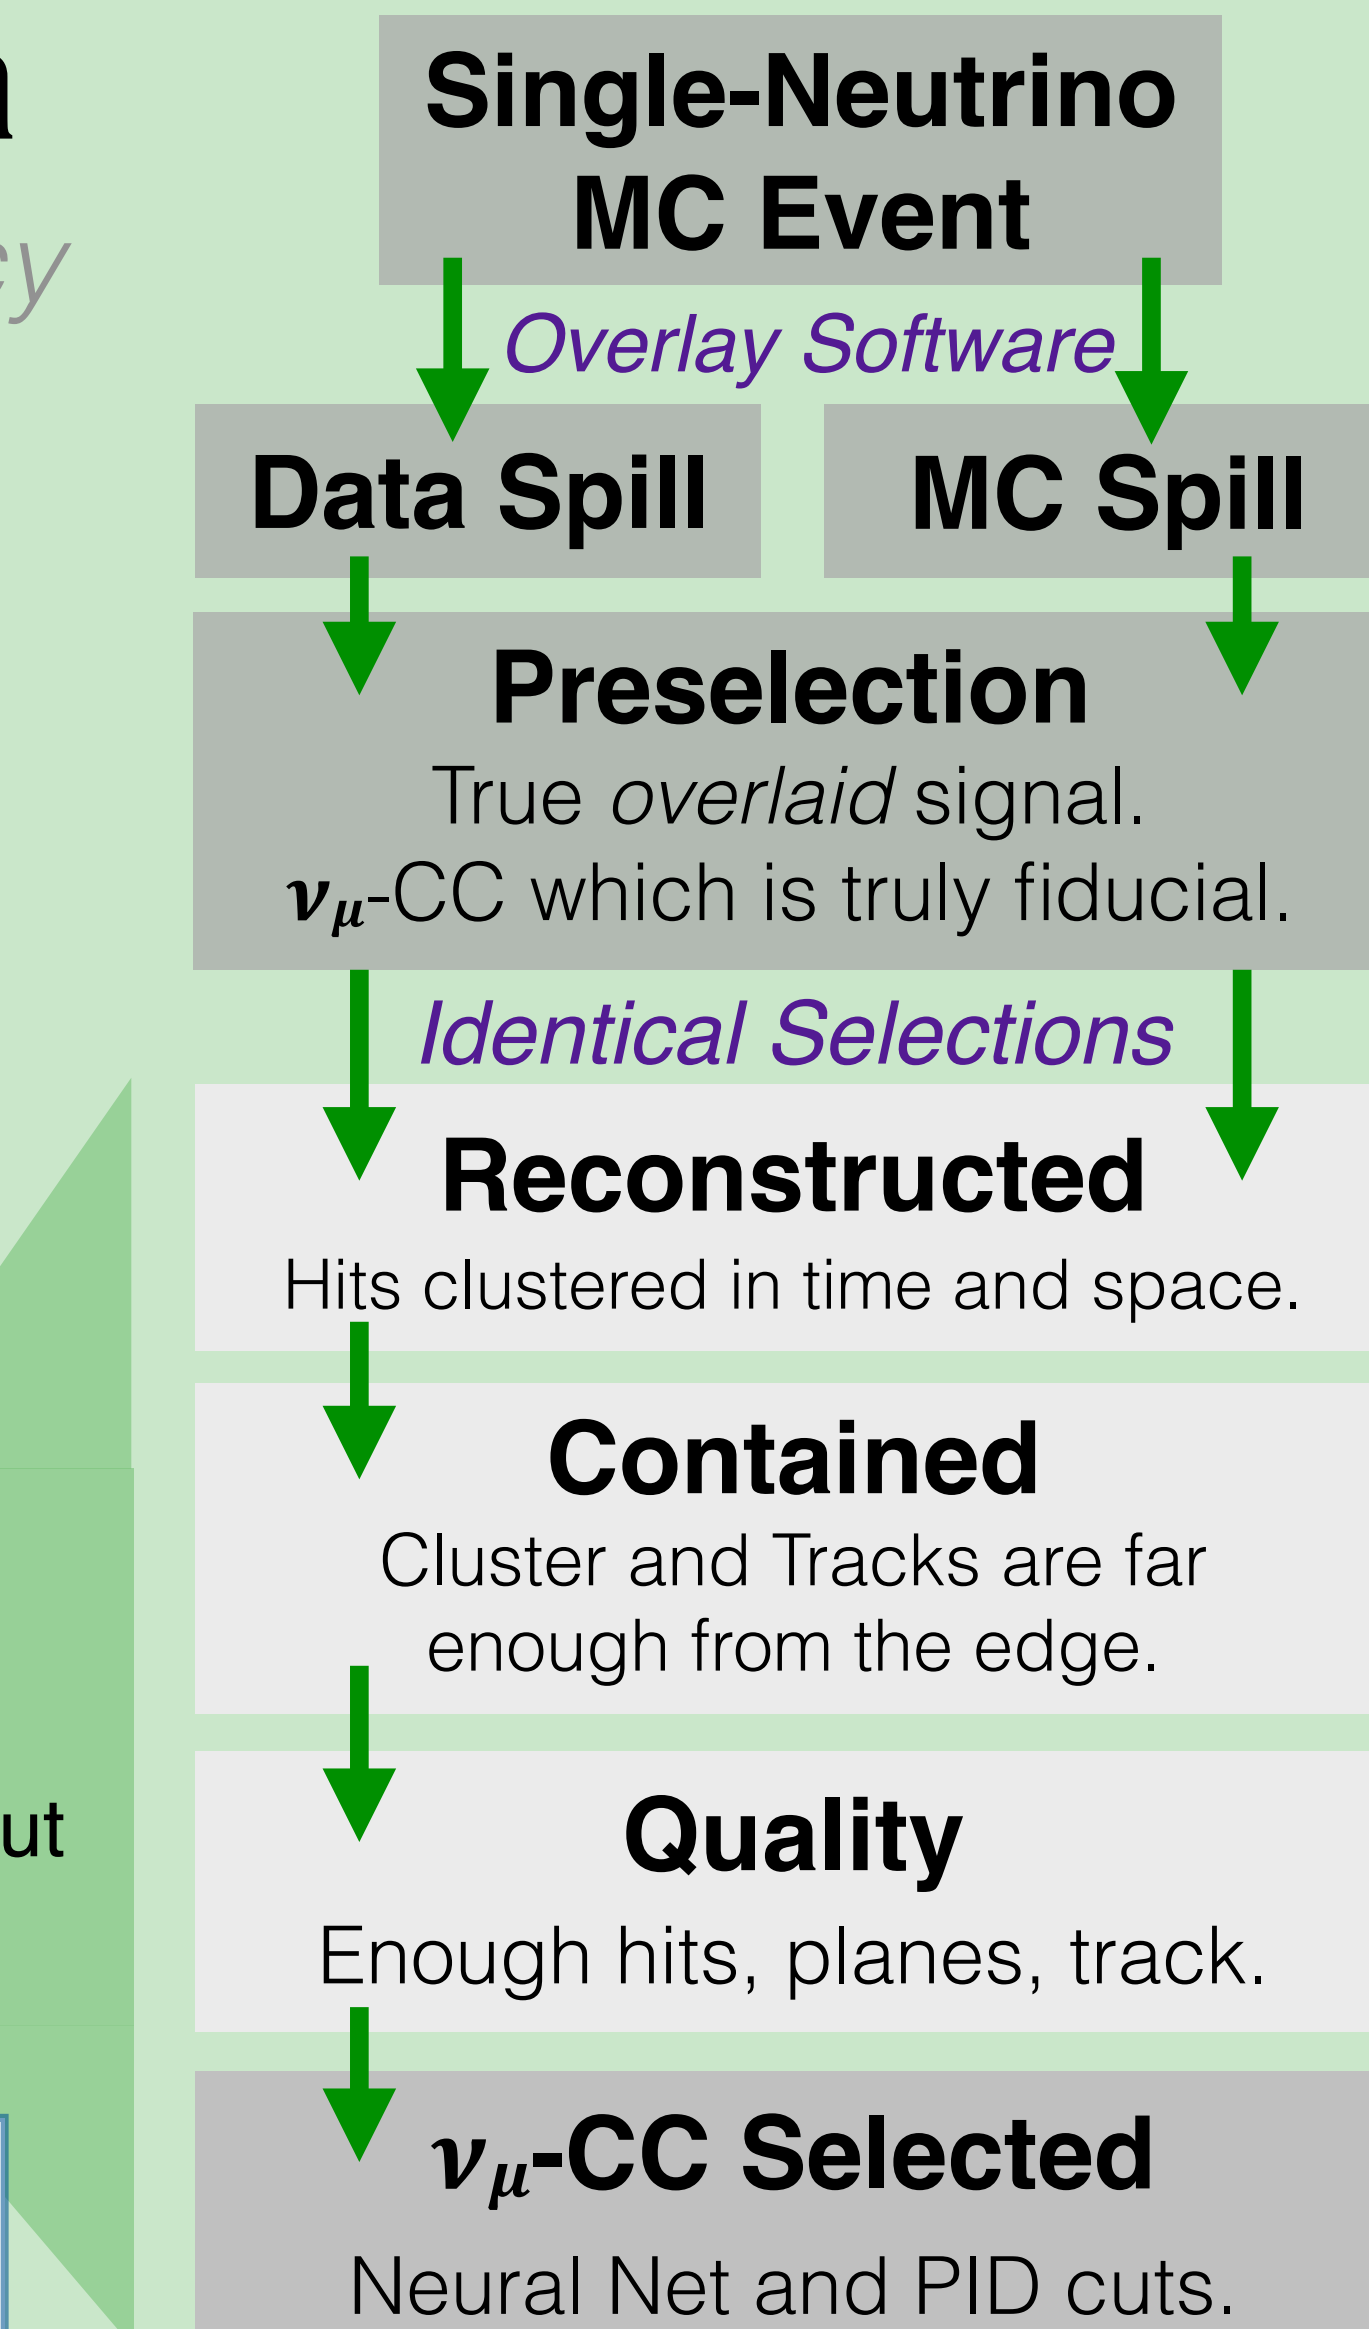 Single-Neutrino
MC Event
Overlay Software
Data Spill
MC Spill
Preselection
True overlaid signal.
νμ-CC which is truly fiducial.
Identical Selections
Reconstructed
Hits clustered in time and space.
Contained
Cluster and Tracks are far
enough from the edge.
Quality
ut
Enough hits, planes, track.
νμ-CC Selected
Neural Net and PID cuts.